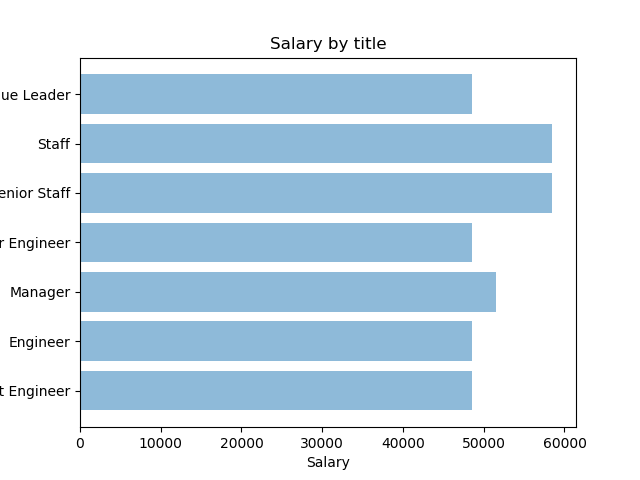 Salary by title
ue Leader
Staff
enior Staff
r Engineer
Manager
Engineer
t Engineer
0 10000 20000 30000 40000 50000 60000
Salary